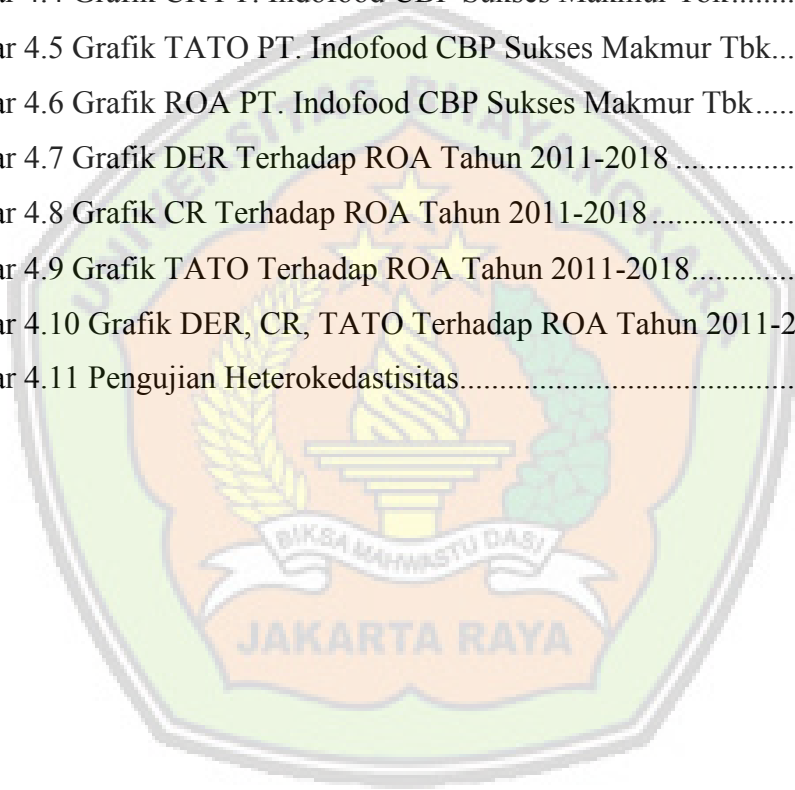 ar 4.4 Grafik CR PT. Indofood CBP Sukses Makmur Tbk........
ar 4.5 Grafik TATO PT. Indofood CBP Sukses Makmur Tbk...
ar 4.6 Grafik ROA PT. Indofood CBP Sukses Makmur Tbk.....
ar 4.7 Grafik DER Terhadap ROA Tahun 2011-2018 ...............
ar 4.8 Grafik CR Terhadap ROA Tahun 2011-2018..................
ar 4.9 Grafik TATO Terhadap ROA Tahun 2011-2018.............
ar 4.10 Grafik DER, CR, TATO Terhadap ROA Tahun 2011-2
ar 4.11 Pengujian Heterokedastisitas..........................................
UNIVERSITAS BHAYANGKARA
BIKSA MAHWASTU DASI
JAKARTA RAYA